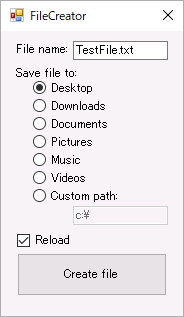 FileCreator
File name: TestFile.txt
Save file to:
Desktop
Downloads
Documents
Pictures
Music
Videos
Custom path:
c:¥
Reload
Create file